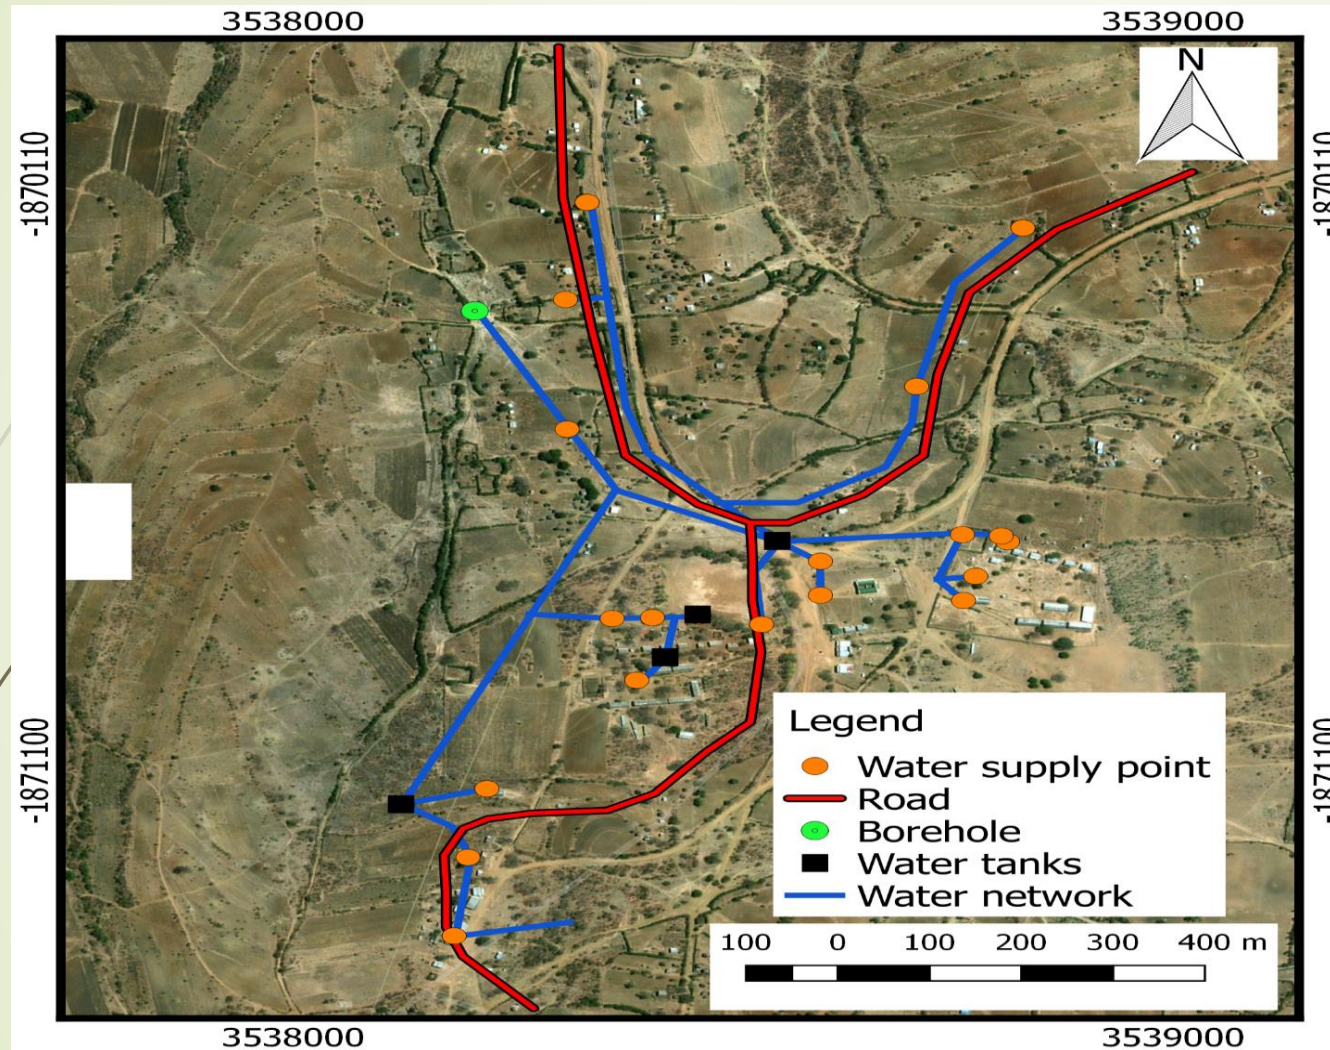 3538000 3539000
N
-1870110 -1870110
-1871100 -1871100
Legend
Water supply point
Road
Borehole
Water tanks
Water network
100 0 100 200 300 400 m
3538000 3539000